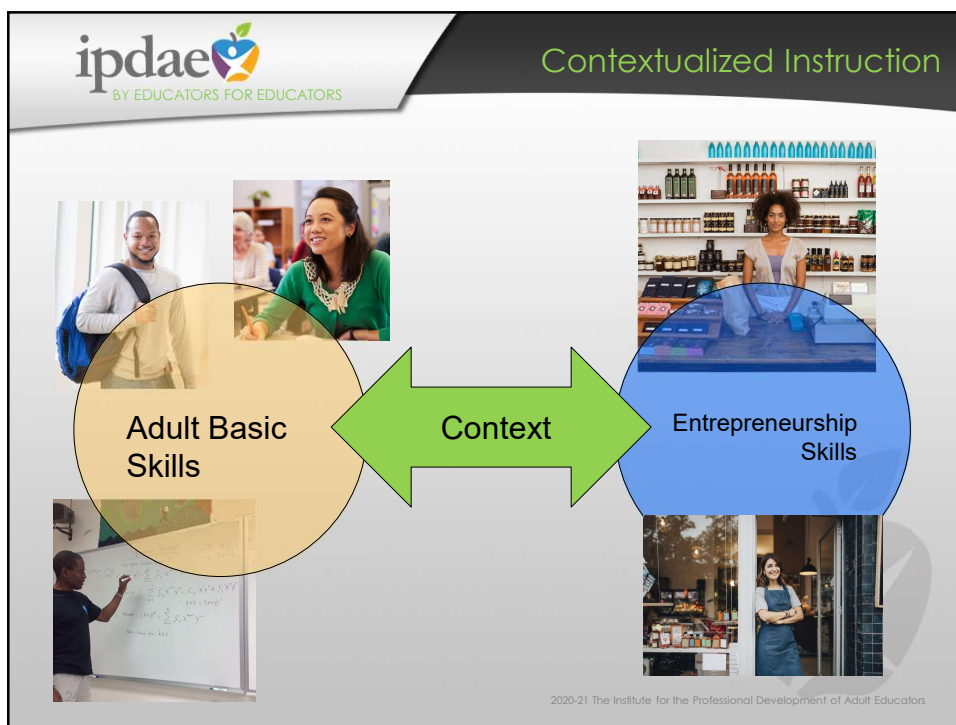 ipdae
BY EDUCATORS FOR EDUCATORS
Contextualized Instruction
Adult Basic
Skills
Context
Entrepreneurship
Skills
2020-21 The Institute for the Professional Development of Adult Educators